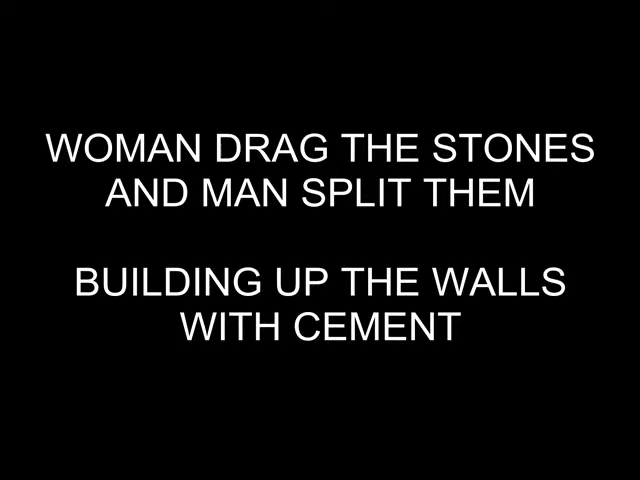 WOMAN DRAG THE STONES
AND MAN SPLIT THEM
BUILDING UP THE WALLS
WITH CEMENT